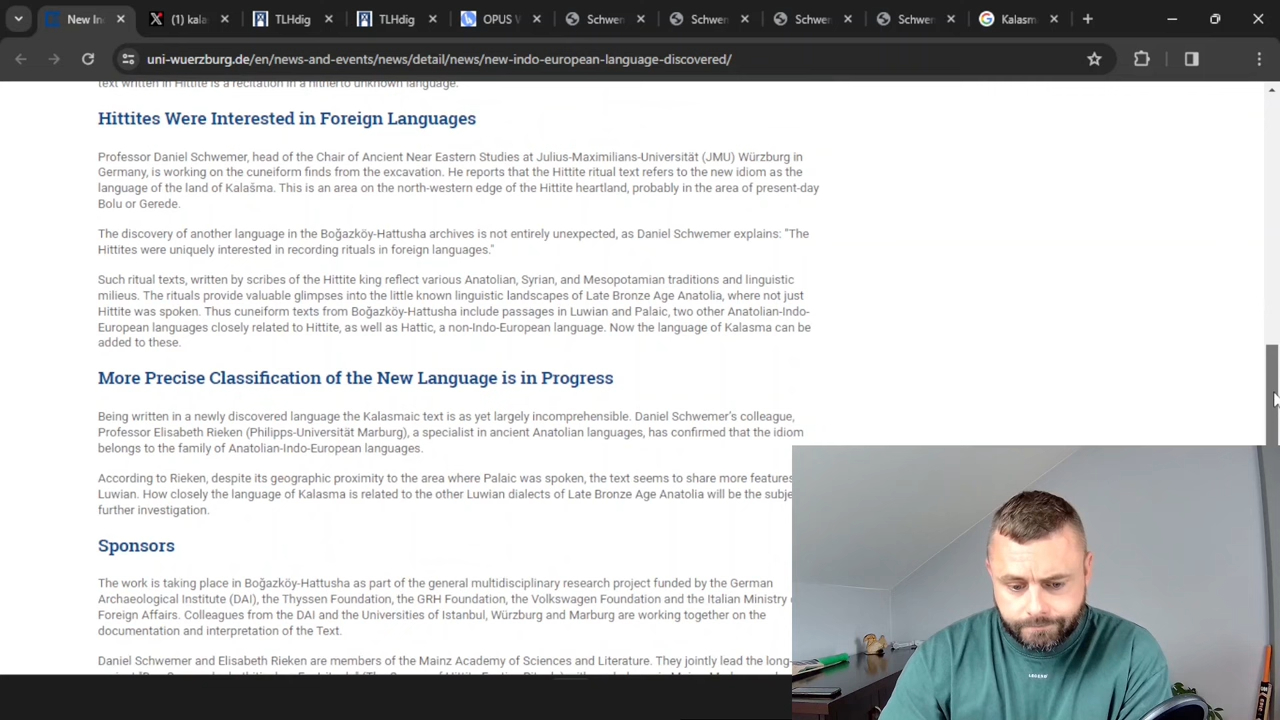 New In
(1) kala
TLHdig
TLHdig
OPUS W
Schwer
Schwer
Schwer
Schwer
Kalasm
uni-wuerzburg.de/en/news-and-events/news/detail/news/new-indo-european-language-discovered/
text written in Hittite is a recitation in a hitherto unknown language.
Hittites Were Interested in Foreign Languages
Professor Daniel Schwemer, head of the Chair of Ancient Near Eastern Studies at Julius-Maximilians-Universität (JMU) Würzburg in
Germany, is working on the cuneiform finds from the excavation. He reports that the Hittite ritual text refers to the new idiom as the
language of the land of Kalašma. This is an area on the north-western edge of the Hittite heartland, probably in the area of present-day
Bolu or Gerede.
The discovery of another language in the Boğazköy-Hattusha archives is not entirely unexpected, as Daniel Schwemer explains: "The
Hittites were uniquely interested in recording rituals in foreign languages."
Such ritual texts, written by scribes of the Hittite king reflect various Anatolian, Syrian, and Mesopotamian traditions and linguistic
milieus. The rituals provide valuable glimpses into the little known linguistic landscapes of Late Bronze Age Anatolia, where not just
Hittite was spoken. Thus cuneiform texts from Boğazköy-Hattusha include passages in Luwian and Palaic, two other Anatolian-Indo-
European languages closely related to Hittite, as well as Hattic, a non-Indo-European language. Now the language of Kalasma can be
added to these.
More Precise Classification of the New Language is in Progress
Being written in a newly discovered language the Kalasmaic text is as yet largely incomprehensible. Daniel Schwemer's colleague,
Professor Elisabeth Rieken (Philipps-Universität Marburg), a specialist in ancient Anatolian languages, has confirmed that the idiom
belongs to the family of Anatolian-Indo-European languages.
According to Rieken, despite its geographic proximity to the area where Palaic was spoken, the text seems to share more features
Luwian. How closely the language of Kalasma is related to the other Luwian dialects of Late Bronze Age Anatolia will be the subje
further investigation.
Sponsors
The work is taking place in Boğazköy-Hattusha as part of the general multidisciplinary research project funded by the German
Archaeological Institute (DAI), the Thyssen Foundation, the GRH Foundation, the Volkswagen Foundation and the Italian Ministry
Foreign Affairs. Colleagues from the DAI and the Universities of Istanbul, Würzburg and Marburg are working together on the
documentation and interpretation of the Text.
Daniel Schwemer and Elisabeth Rieken are members of the Mainz Academy of Sciences and Literature. They jointly lead the long-